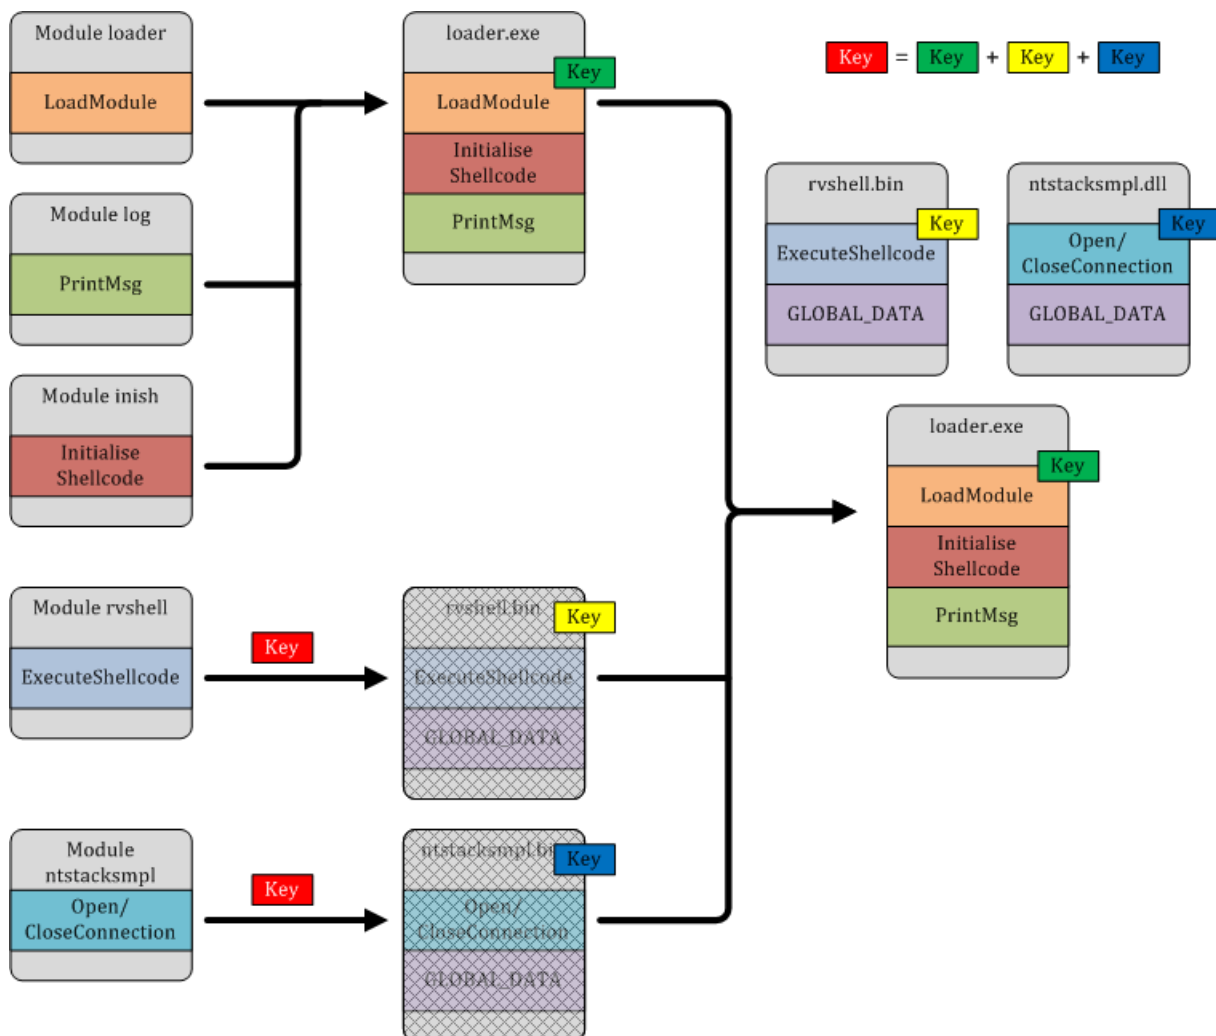 Module loader
LoadModule
Module log
PrintMsg
Module inish
Initialise
Shellcode
Module rvshell
ExecuteShellcode
Module
ntstacksmpl
Open/
CloseConnection
Key
Key
loader.exe
Key
LoadModule
Initialise
Shellcode
PrintMsg
rvshell.bin
Key
ExecuteShellcode
GLOBAL_DATA
ntstacksmpl.bin
Key
Open/
CloseConnection
GLOBAL_DATA
Key = Key + Key + Key
rvshell.bin
Key
ExecuteShellcode
GLOBAL_DATA
ntstacksmpl.dll
Key
Open/
CloseConnection
GLOBAL_DATA
loader.exe
Key
LoadModule
Initialise
Shellcode
PrintMsg